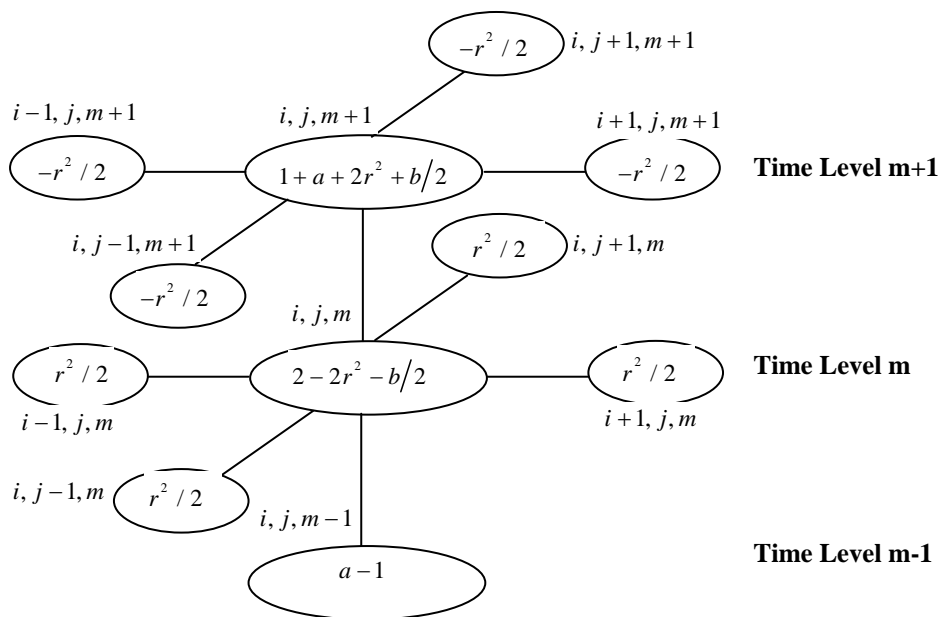 −r² / 2
i, j+1, m+1
i−1, j, m+1
i, j, m+1
i+1, j, m+1
−r² / 2
1 + a + 2r² + b/2
−r² / 2
Time Level m+1
i, j−1, m+1
r² / 2
i, j+1, m
−r² / 2
i, j, m
r² / 2
2 − 2r² − b/2
r² / 2
Time Level m
i−1, j, m
i+1, j, m
i, j−1, m
r² / 2
i, j, m−1
Time Level m-1
a − 1